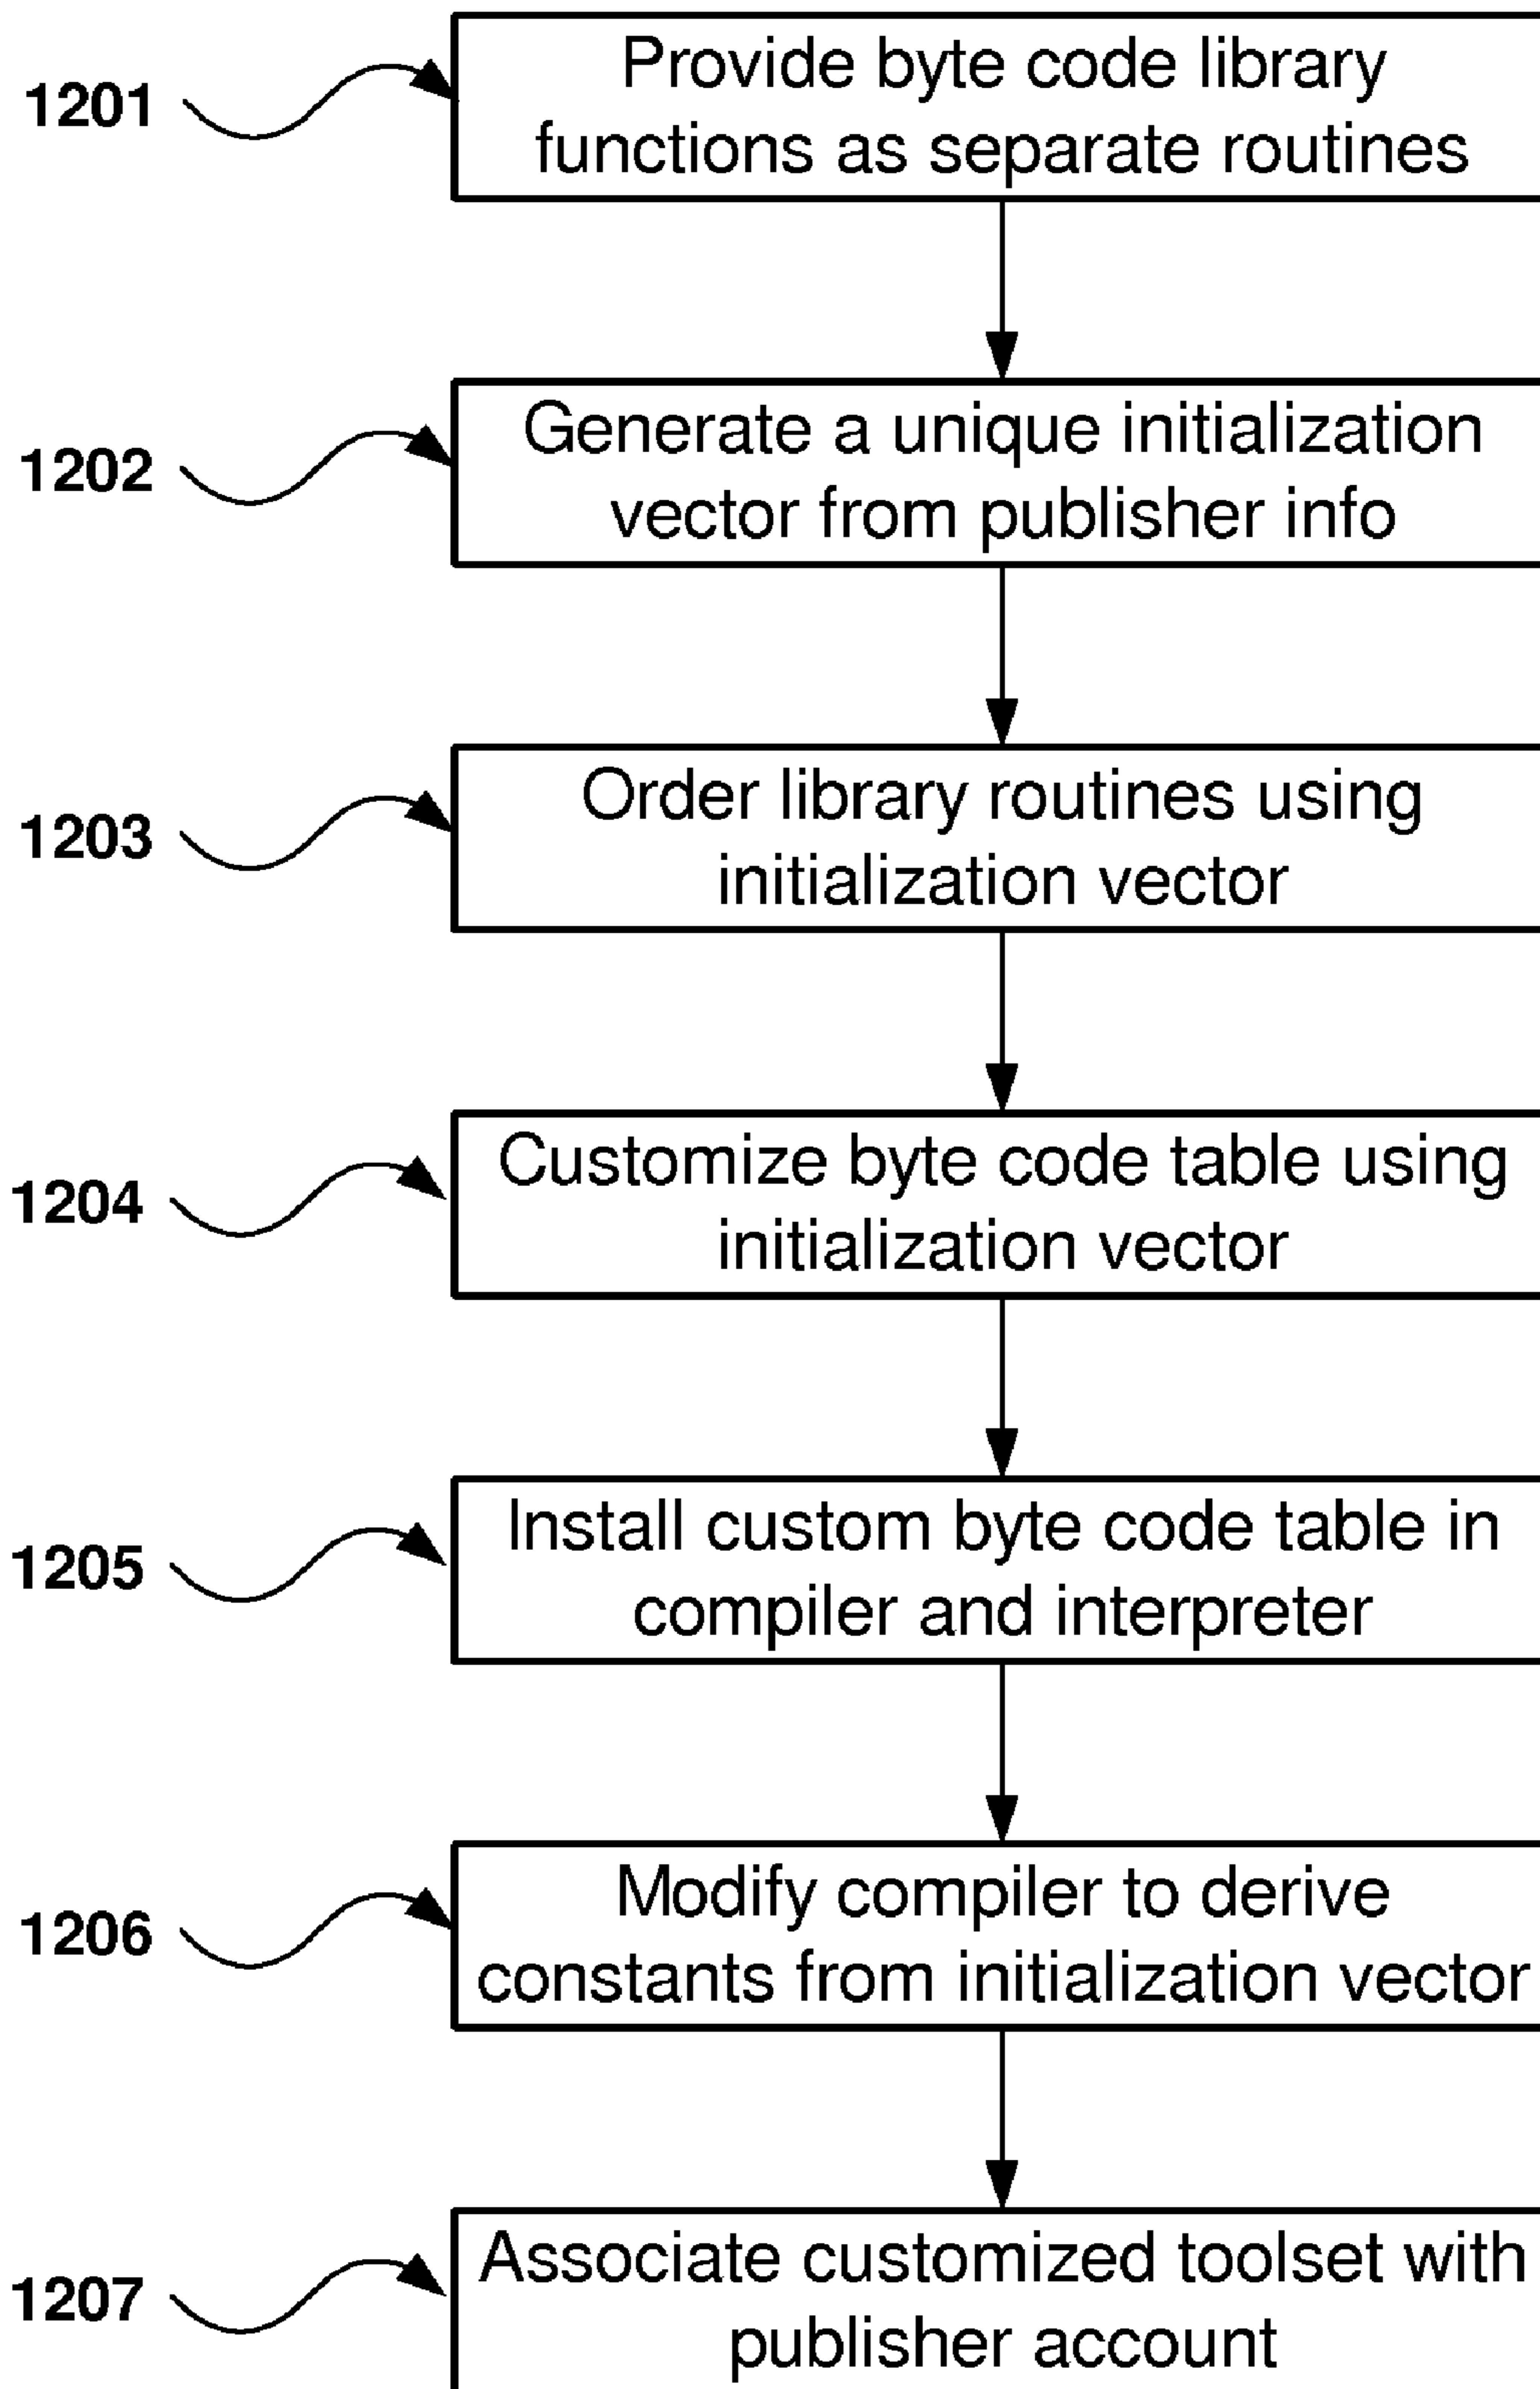 1201
Provide byte code library
functions as separate routines
1202
Generate a unique initialization
vector from publisher info
1203
Order library routines using
initialization vector
1204
Customize byte code table using
initialization vector
1205
Install custom byte code table in
compiler and interpreter
1206
Modify compiler to derive
constants from initialization vector
1207
Associate customized toolset with
publisher account